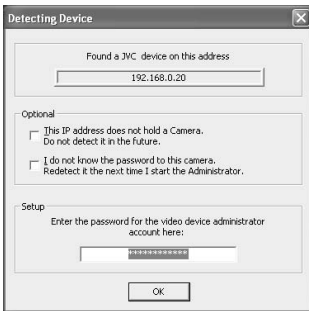 Detecting Device
Found a JVC device on this address
192.168.0.20
Optional
This IP address does not hold a Camera.
Do not detect it in the future.
I do not know the password to this camera.
Redetect it the next time I start the Administrator.
Setup
Enter the password for the video device administrator
account here:
************
OK